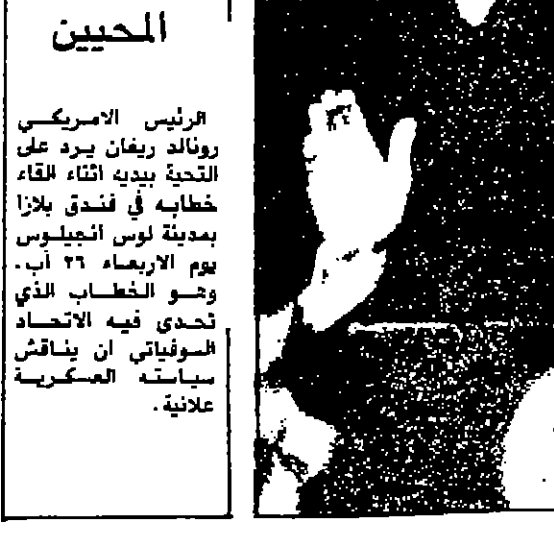 المحيين
الرئيس الامريكي
رونالد ريغان يرد على
التحية بيديه اثناء القاء
خطابه في فندق بلازا
بمدينة لوس انجيلوس
يوم الاربعاء ٢٦ آب.
وهو الخطاب الذي
تحدى فيه الاتحاد
السوفياتي ان يناقش
سياسته العسكرية
علانية.